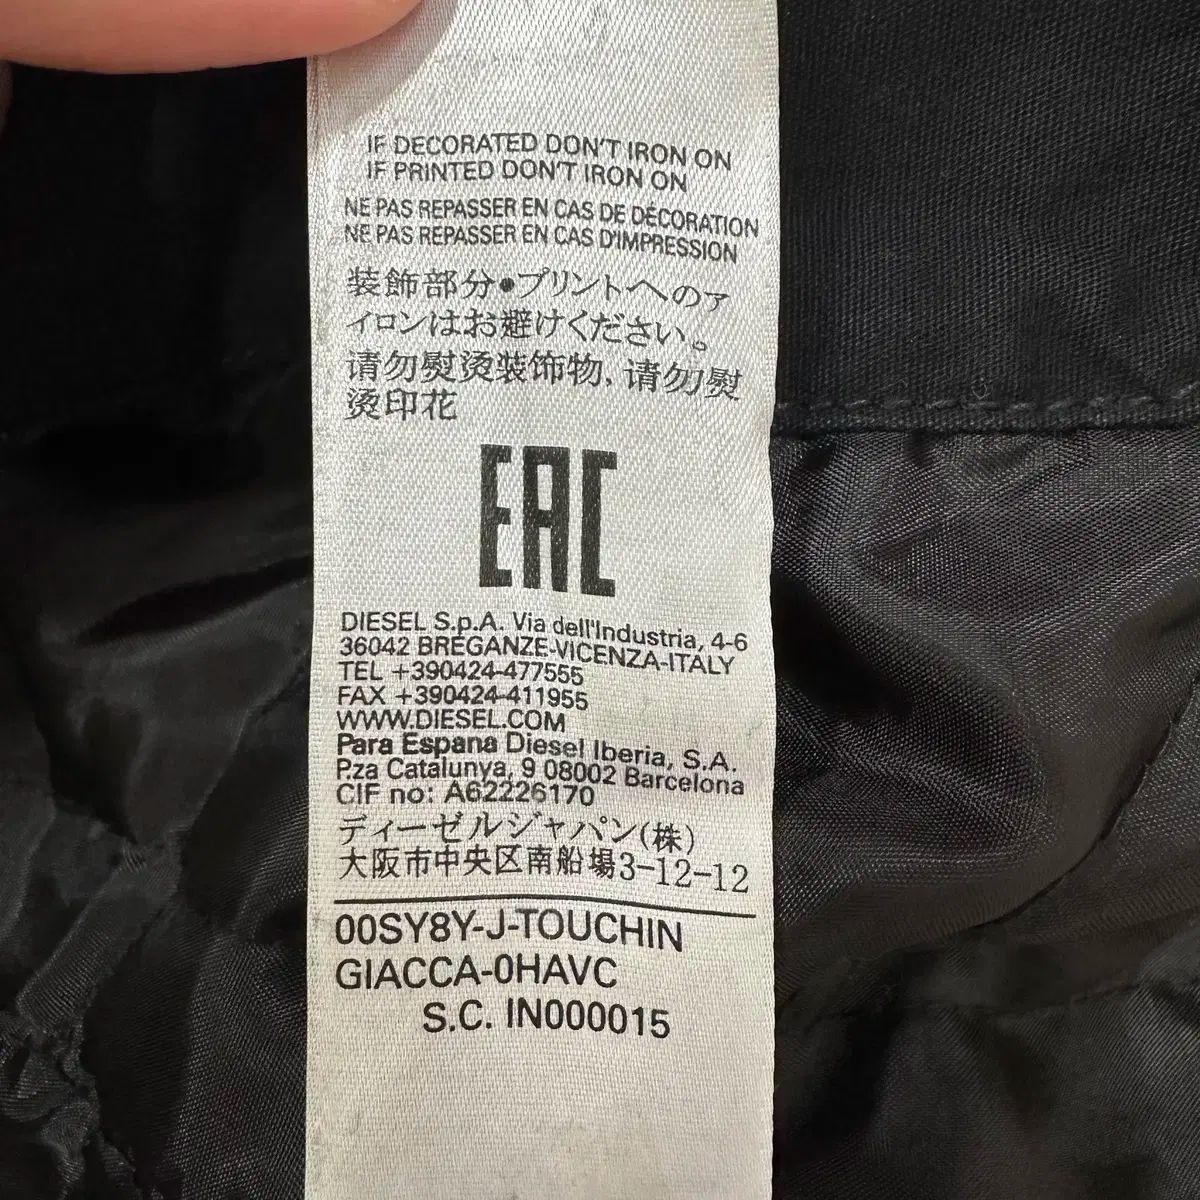 IF DECORATED DON'T IRON ON
IF PRINTED DON'T IRON ON
NE PAS REPASSER EN CAS DE DÉCORATION
NE PAS REPASSER EN CAS D'IMPRESSION
装飾部分•プリントへのア
イロンはお避けください。
请勿熨烫装饰物, 请勿熨
烫印花
EAC
DIESEL S.p.A. Via dell'Industria, 4-6
36042 BREGANZE-VICENZA-ITALY
TEL +390424-477555
FAX +390424-411955
WWW.DIESEL.COM
Para Espana Diesel Iberia, S.A.
P.za Catalunya, 9 08002 Barcelona
CIF no: A62226170
ディーゼルジャパン(株)
大阪市中央区南船場3-12-12
00SY8Y-J-TOUCHIN
GIACCA-0HAVC
S.C. IN000015